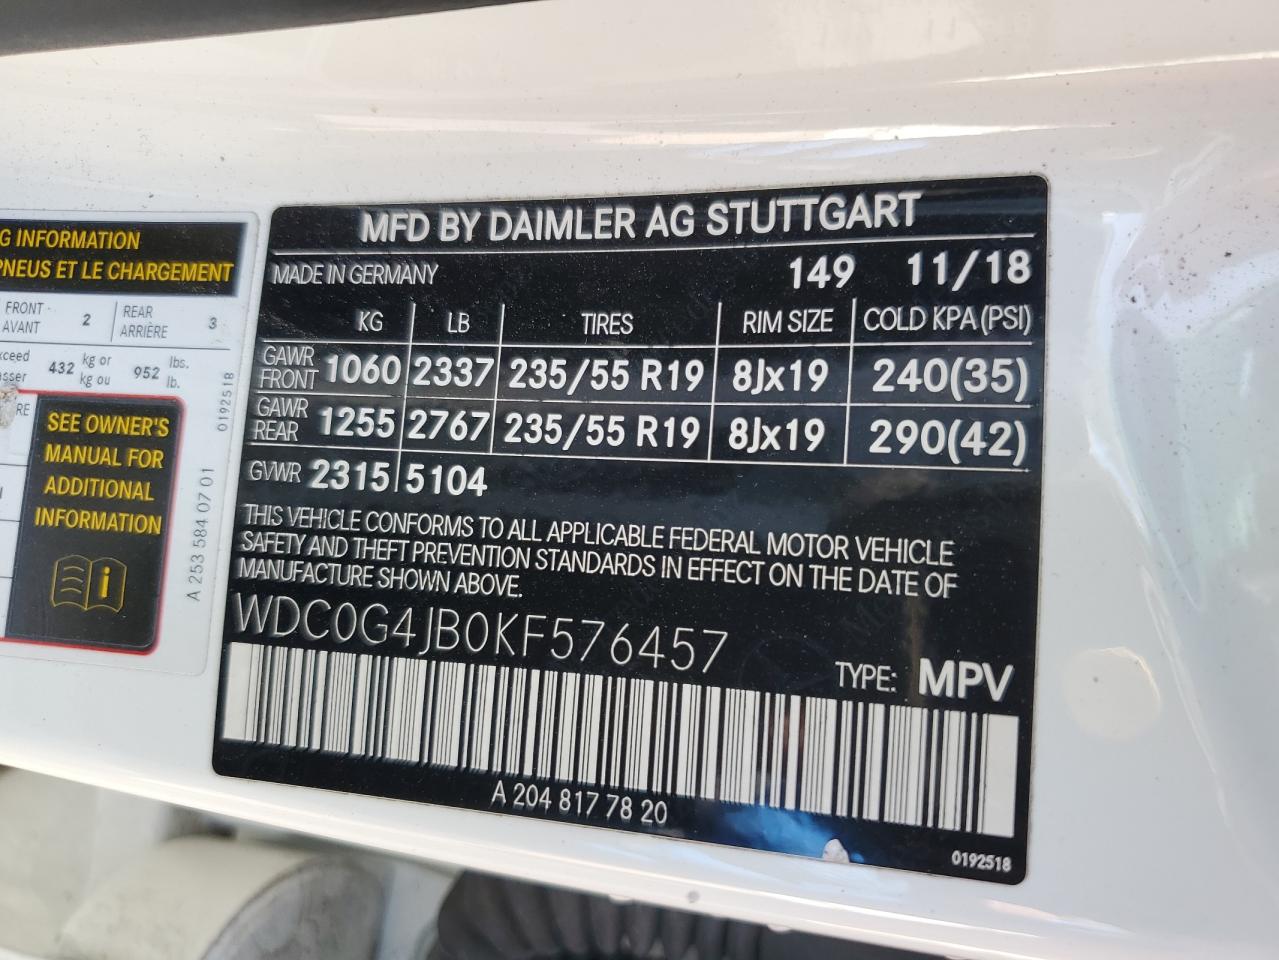 G INFORMATION
PNEUS ET LE CHARGEMENT
FRONT
AVANT
2
REAR
ARRIÈRE
3
432
kg or
kg ou
952
lbs.
lb.
0192518
RE
SEE OWNER'S
MANUAL FOR
ADDITIONAL
INFORMATION
i
A 253 584 07 01
MFD BY DAIMLER AG STUTTGART
MADE IN GERMANY 149 11/18
KG LB TIRES RIM SIZE COLD KPA (PSI)
GAWR FRONT 1060 2337 235/55 R19 8Jx19 240(35)
GAWR REAR 1255 2767 235/55 R19 8Jx19 290(42)
GVWR 2315 5104
THIS VEHICLE CONFORMS TO ALL APPLICABLE FEDERAL MOTOR VEHICLE
SAFETY AND THEFT PREVENTION STANDARDS IN EFFECT ON THE DATE OF
MANUFACTURE SHOWN ABOVE.
WDC0G4JB0KF576457
TYPE: MPV
A 204 817 78 20
0192518